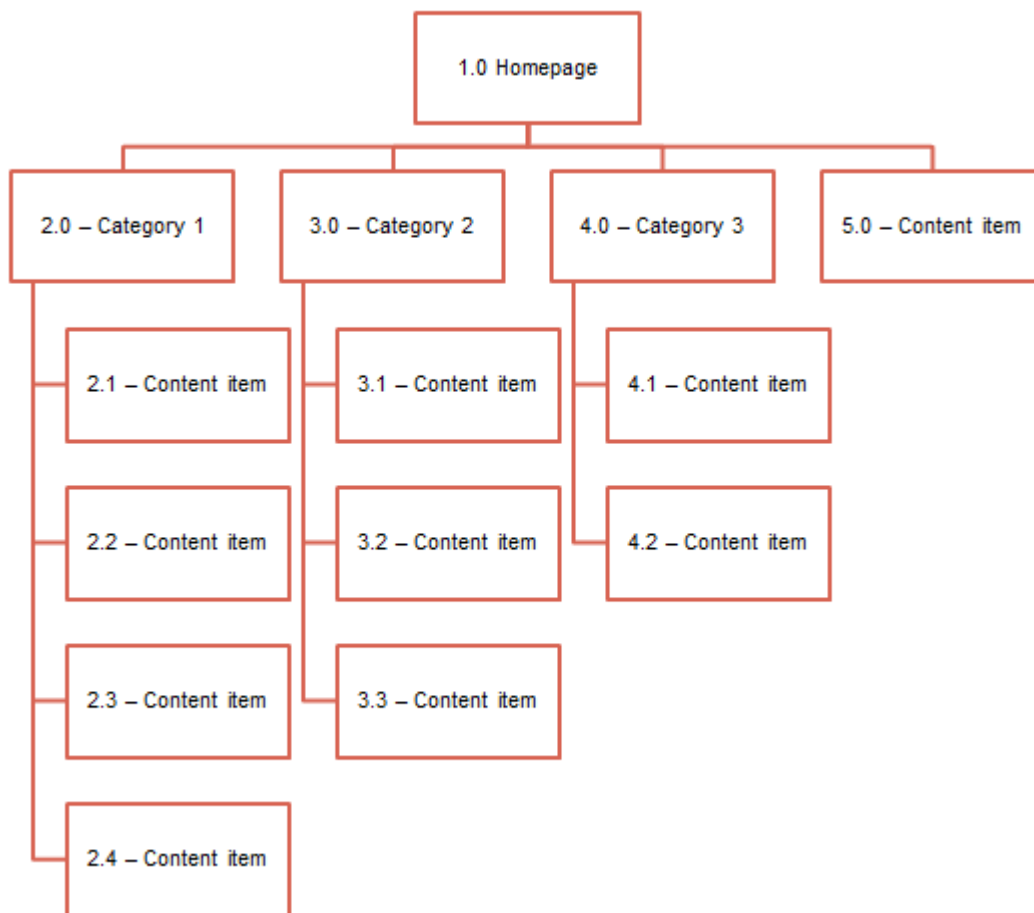 1.0 Homepage
2.0 – Category 1
3.0 – Category 2
4.0 – Category 3
5.0 – Content item
2.1 – Content item
3.1 – Content item
4.1 – Content item
2.2 – Content item
3.2 – Content item
4.2 – Content item
2.3 – Content item
3.3 – Content item
2.4 – Content item